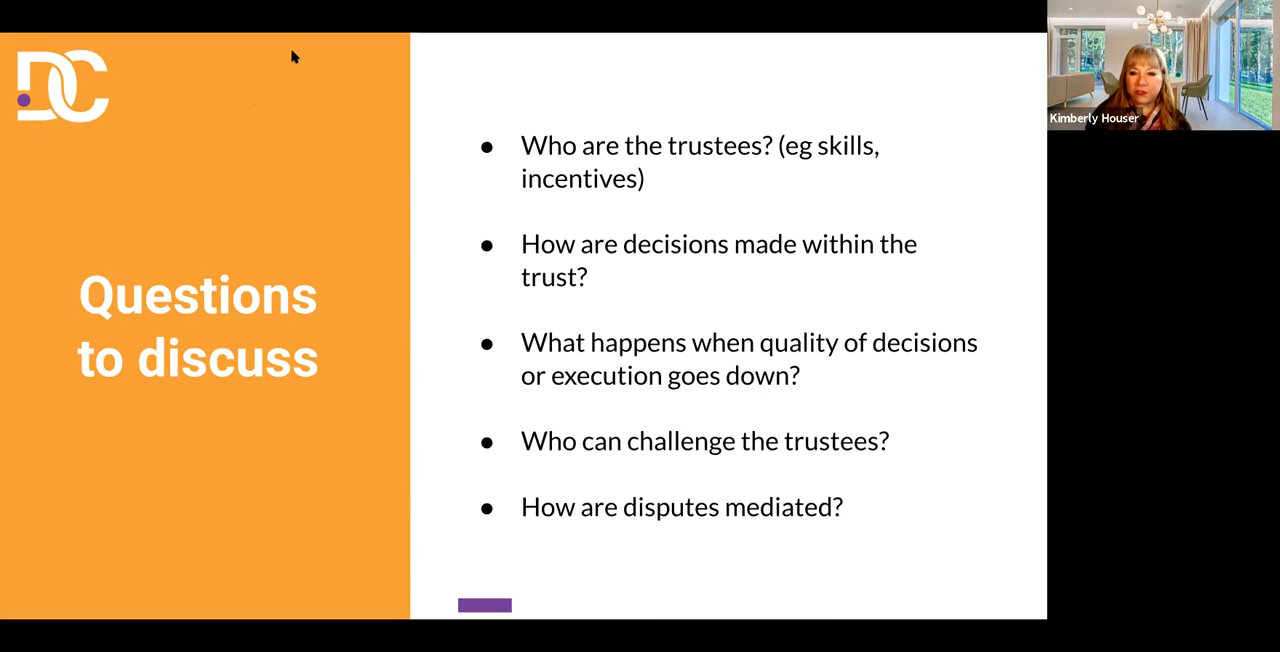 DC
Questions
to discuss
● Who are the trustees? (eg skills,
incentives)
● How are decisions made within the
trust?
● What happens when quality of decisions
or execution goes down?
● Who can challenge the trustees?
● How are disputes mediated?
Kimberly Houser